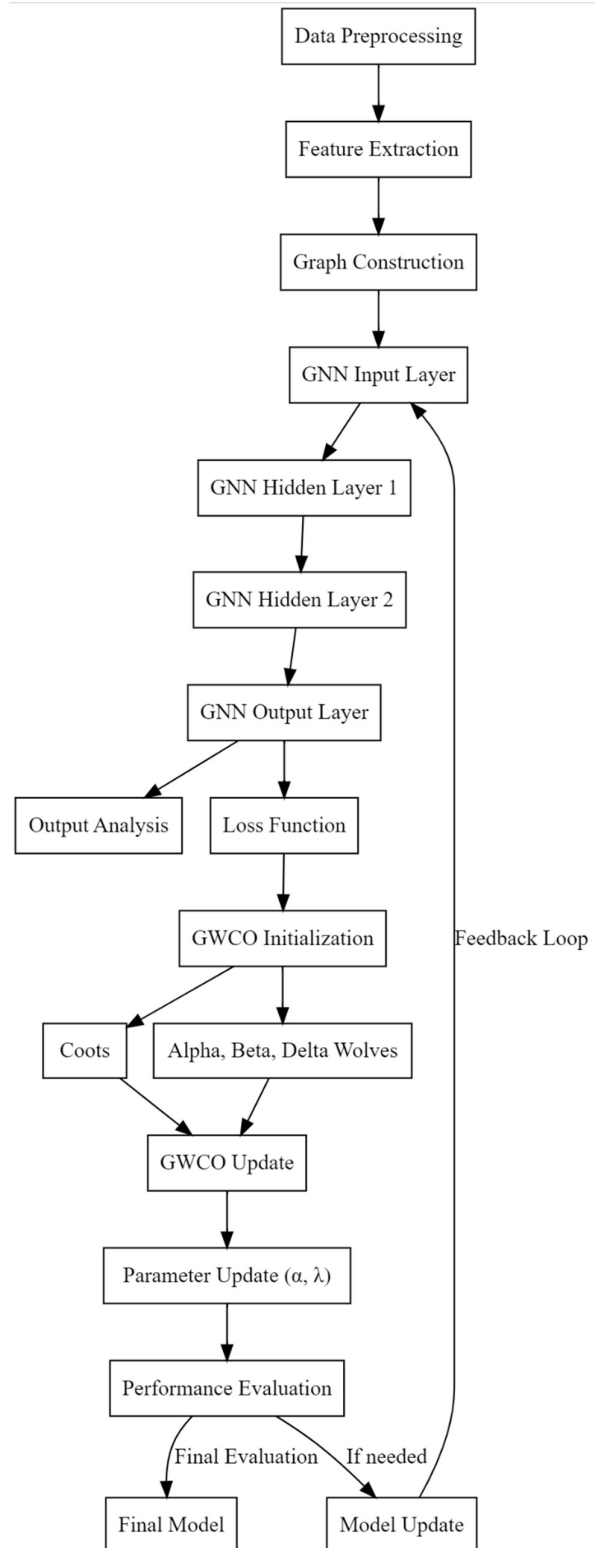 Data Preprocessing
Feature Extraction
Graph Construction
GNN Input Layer
GNN Hidden Layer 1
GNN Hidden Layer 2
GNN Output Layer
Output Analysis
Loss Function
GWCO Initialization
Feedback Loop
Coots
Alpha, Beta, Delta Wolves
GWCO Update
Parameter Update (α, λ)
Performance Evaluation
Final Evaluation
If needed
Final Model
Model Update